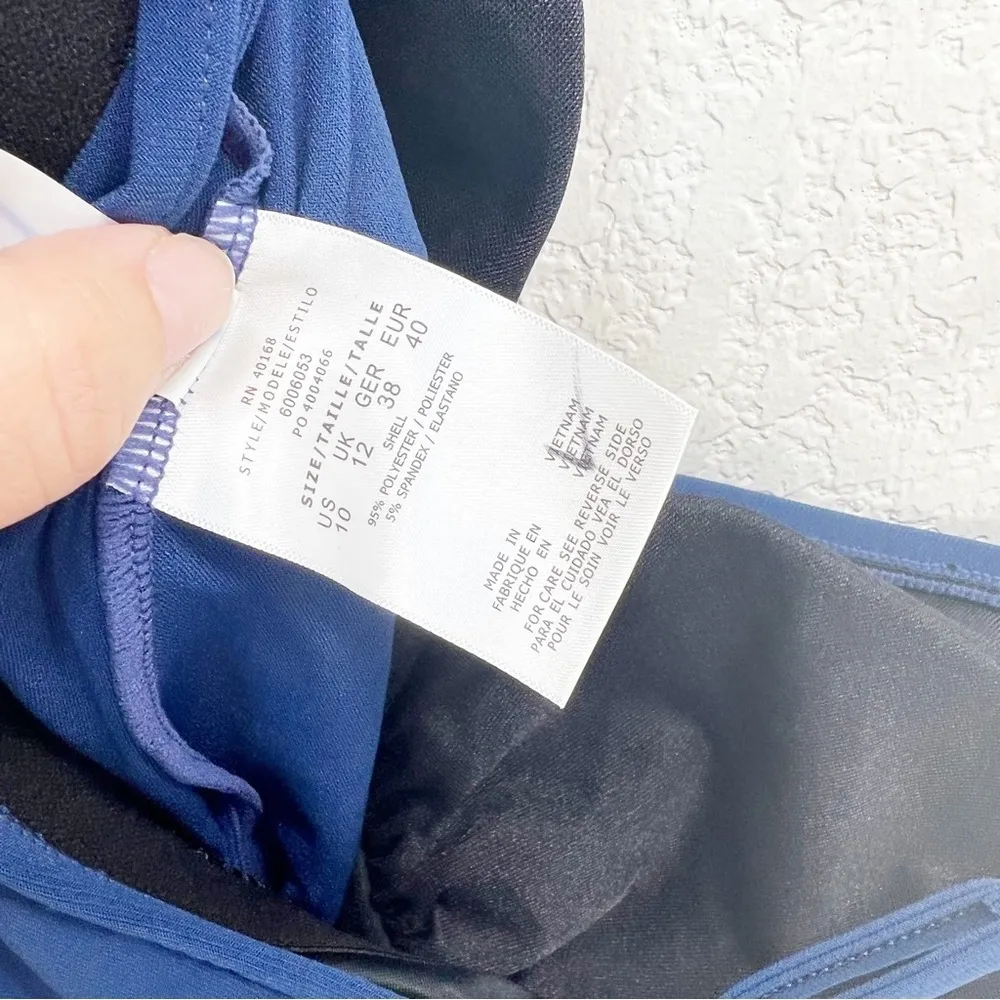 RN 40168
STYLE/MODELE/ESTILO
6006053
PO 4004066
SIZE/TAILLE/TALLE
US UK GER EUR
10 12 38 40
SHELL
95% POLYESTER / POLIESTER
5% SPANDEX / ELASTANO
MADE IN VIETNAM
FABRIQUE EN VIETNAM
HECHO EN VIETNAM
FOR CARE SEE REVERSE SIDE
PARA EL CUIDADO VEA EL DORSO
POUR LE SOIN VOIR LE VERSO